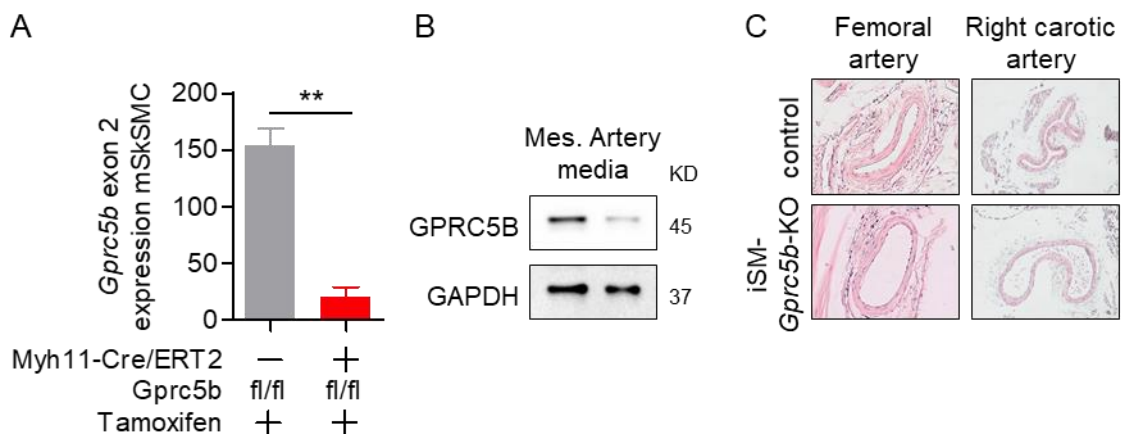 A
Gprc5b exon 2
expression mSkSMC
200
150
100
50
0
**
Myh11-Cre/ERT2 — +
Gprc5b fl/fl fl/fl
Tamoxifen + +
B
Mes. Artery
media
KD
GPRC5B
45
GAPDH
37
C
Femoral
artery
Right carotic
artery
control
iSM-
Gprc5b-KO